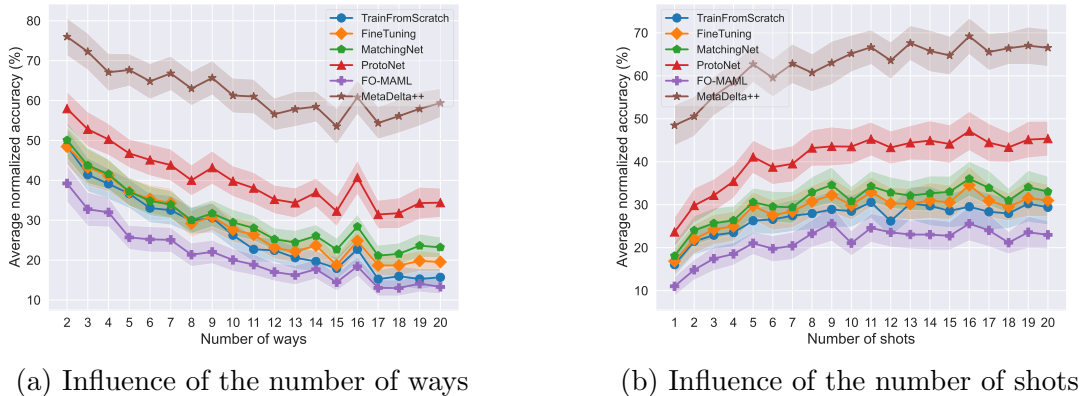 80
70
60
50
40
30
20
10
Average normalized accuracy (%)
TrainFromScratch
FineTuning
MatchingNet
ProtoNet
FO-MAML
MetaDelta++
2 3 4 5 6 7 8 9 10 11 12 13 14 15 16 17 18 19 20
Number of ways
(a) Influence of the number of ways
70
60
50
40
30
20
10
Average normalized accuracy (%)
TrainFromScratch
FineTuning
MatchingNet
ProtoNet
FO-MAML
MetaDelta++
1 2 3 4 5 6 7 8 9 10 11 12 13 14 15 16 17 18 19 20
Number of shots
(b) Influence of the number of shots